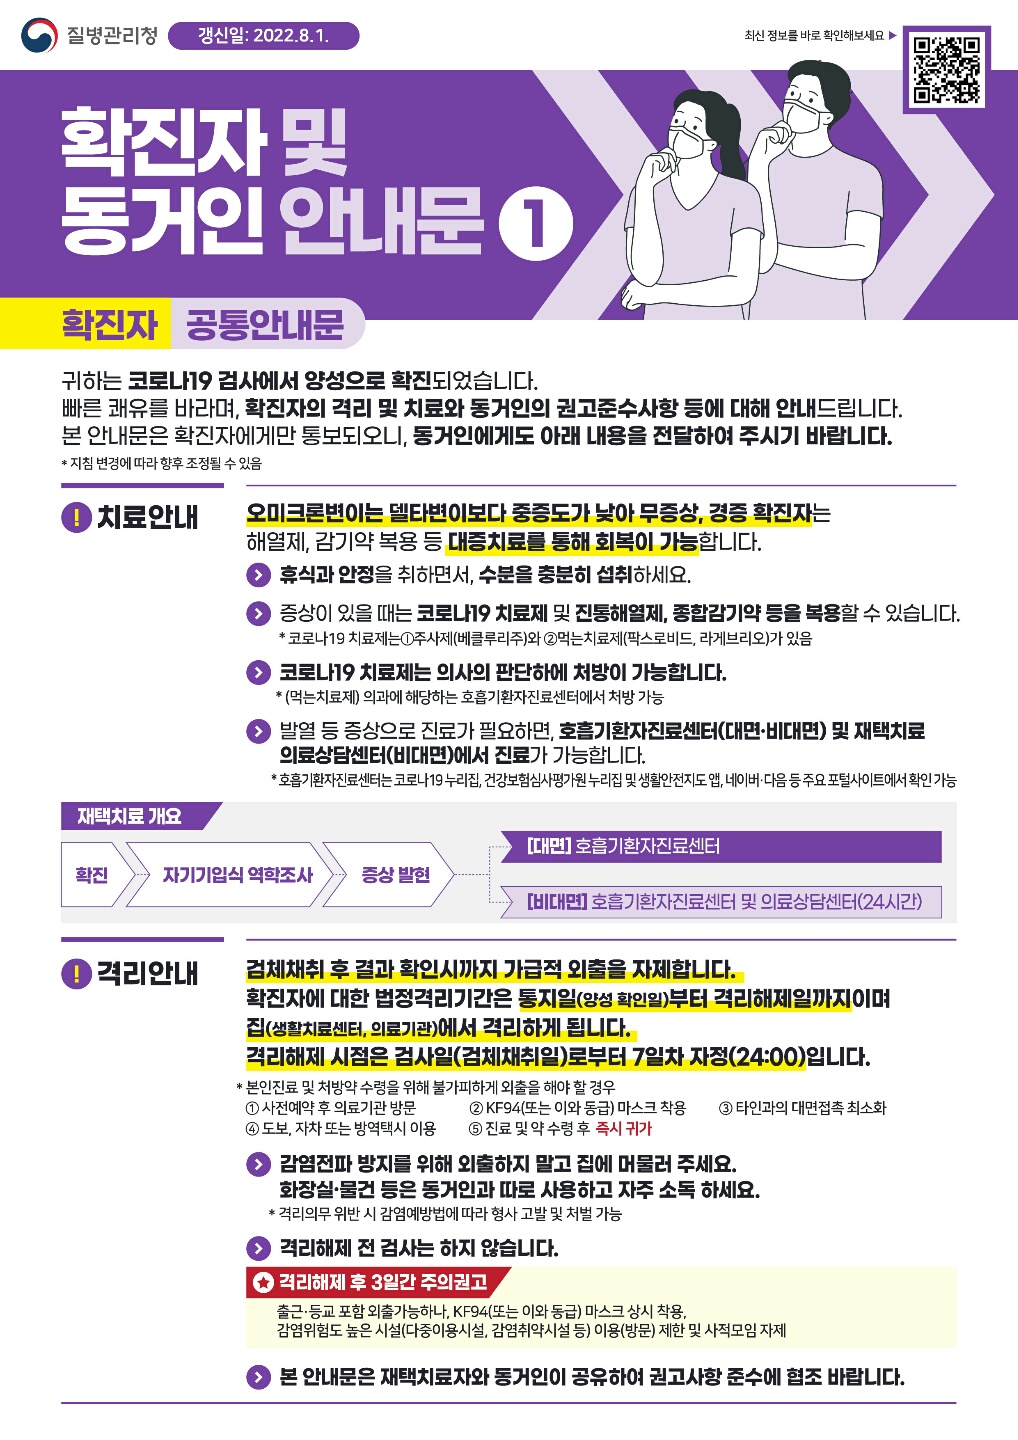 질병관리청
갱신일: 2022.8.1.
최신 정보를 바로 확인해보세요 ▶
확진자 및
동거인 안내문 1
확진자 공통안내문
귀하는 코로나19 검사에서 양성으로 확진되었습니다.
빠른 쾌유를 바라며, 확진자의 격리 및 치료와 동거인의 권고준수사항 등에 대해 안내드립니다.
본 안내문은 확진자에게만 통보되오니, 동거인에게도 아래 내용을 전달하여 주시기 바랍니다.
* 지침 변경에 따라 향후 조정될 수 있음
! 치료안내
오미크론변이는 델타변이보다 중증도가 낮아 무증상, 경증 확진자는
해열제, 감기약 복용 등 대증치료를 통해 회복이 가능합니다.
휴식과 안정을 취하면서, 수분을 충분히 섭취하세요.
증상이 있을 때는 코로나19 치료제 및 진통해열제, 종합감기약 등을 복용할 수 있습니다.
* 코로나19 치료제는①주사제(베클루리주)와 ②먹는치료제(팍스로비드, 라게브리오)가 있음
코로나19 치료제는 의사의 판단하에 처방이 가능합니다.
* (먹는치료제) 의과에 해당하는 호흡기환자진료센터에서 처방 가능
발열 등 증상으로 진료가 필요하면, 호흡기환자진료센터(대면·비대면) 및 재택치료
의료상담센터(비대면)에서 진료가 가능합니다.
* 호흡기환자진료센터는 코로나19 누리집, 건강보험심사평가원 누리집 및 생활안전지도 앱, 네이버·다음 등 주요 포털사이트에서 확인 가능
재택치료 개요
확진
자기기입식 역학조사
증상 발현
[대면] 호흡기환자진료센터
[비대면] 호흡기환자진료센터 및 의료상담센터(24시간)
! 격리안내
검체채취 후 결과 확인시까지 가급적 외출을 자제합니다.
확진자에 대한 법정격리기간은 통지일(양성 확인일)부터 격리해제일까지이며
집(생활치료센터, 의료기관)에서 격리하게 됩니다.
격리해제 시점은 검사일(검체채취일)로부터 7일차 자정(24:00)입니다.
* 본인진료 및 처방약 수령을 위해 불가피하게 외출을 해야 할 경우
① 사전예약 후 의료기관 방문 ② KF94(또는 이와 동급) 마스크 착용 ③ 타인과의 대면접촉 최소화
④ 도보, 자차 또는 방역택시 이용 ⑤ 진료 및 약 수령 후 즉시 귀가
감염전파 방지를 위해 외출하지 말고 집에 머물러 주세요.
화장실·물건 등은 동거인과 따로 사용하고 자주 소독 하세요.
* 격리의무 위반 시 감염예방법에 따라 형사 고발 및 처벌 가능
격리해제 전 검사는 하지 않습니다.
★ 격리해제 후 3일간 주의권고
출근·등교 포함 외출가능하나, KF94(또는 이와 동급) 마스크 상시 착용,
감염위험도 높은 시설(다중이용시설, 감염취약시설 등) 이용(방문) 제한 및 사적모임 자제
본 안내문은 재택치료자와 동거인이 공유하여 권고사항 준수에 협조 바랍니다.